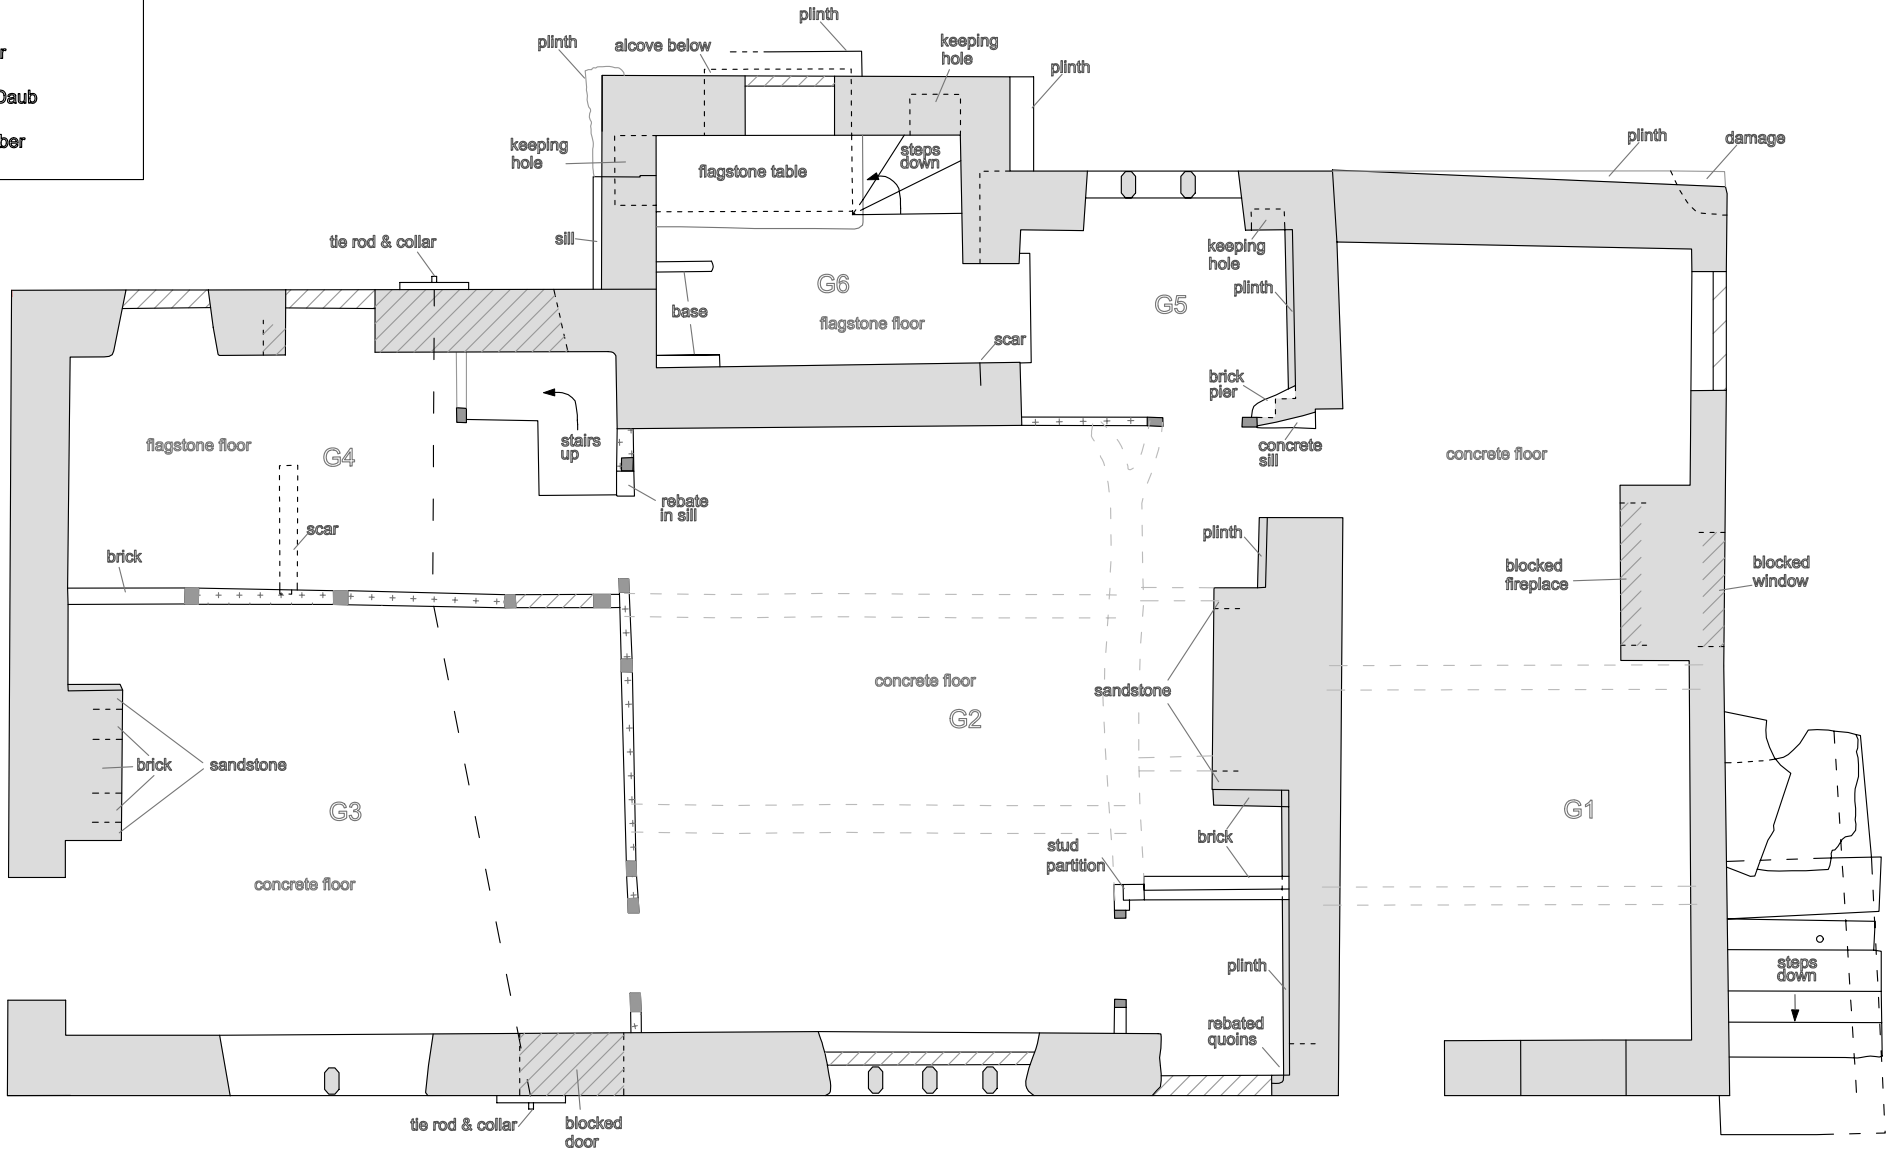 plinth
plinth
alcove below
keeping
hole
plinth
r
Daub
ber
keeping
hole
flagstone table
steps
down
plinth
damage
tie rod & collar
sill
keeping
hole
plinth
G6
base
flagstone floor
G5
scar
brick
pier
flagstone floor
G4
stairs
up
concrete
sill
concrete floor
rebate
in sill
scar
brick
plinth
blocked
fireplace
blocked
window
concrete floor
G2
sandstone
brick
sandstone
G3
G1
stud
partition
brick
concrete floor
plinth
steps
down
rebated
quoins
tie rod & collar
blocked
door